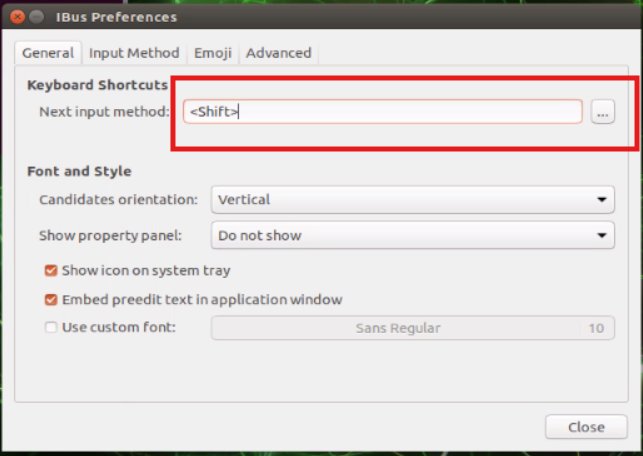 IBus Preferences
General Input Method Emoji Advanced
Keyboard Shortcuts
Next input method: <Shift> ...
Font and Style
Candidates orientation: Vertical
Show property panel: Do not show
Show icon on system tray
Embed preedit text in application window
Use custom font: Sans Regular 10
Close